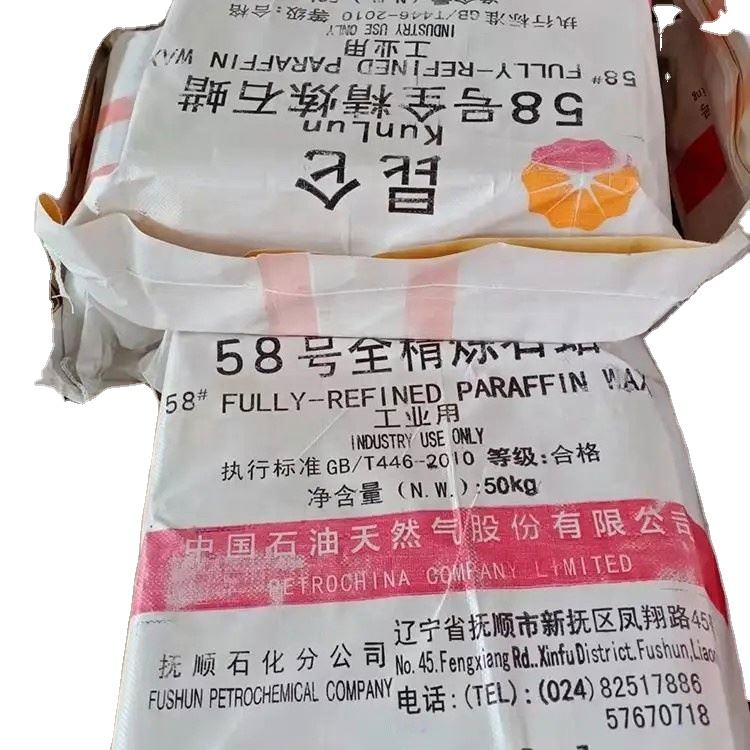 昆仑
KunLun
58号全精炼石蜡
58# FULLY-REFINED PARAFFIN WAX
工业用
INDUSTRY USE ONLY
执行标准 GB/T446-2010 等级:合格
58号全精炼石蜡
58# FULLY-REFINED PARAFFIN WAX
工业用
INDUSTRY USE ONLY
执行标准 GB/T446-2010 等级:合格
净含量(N.W.):50kg
中国石油天然气股份有限公司
PETROCHINA COMPANY LIMITED
抚顺石化分公司
FUSHUN PETROCHEMICAL COMPANY
辽宁省抚顺市新抚区凤翔路45
No.45.Fengxiang Rd..Xinfu District.Fushun,Liao
电话:(TEL):(024)82517886
57670718